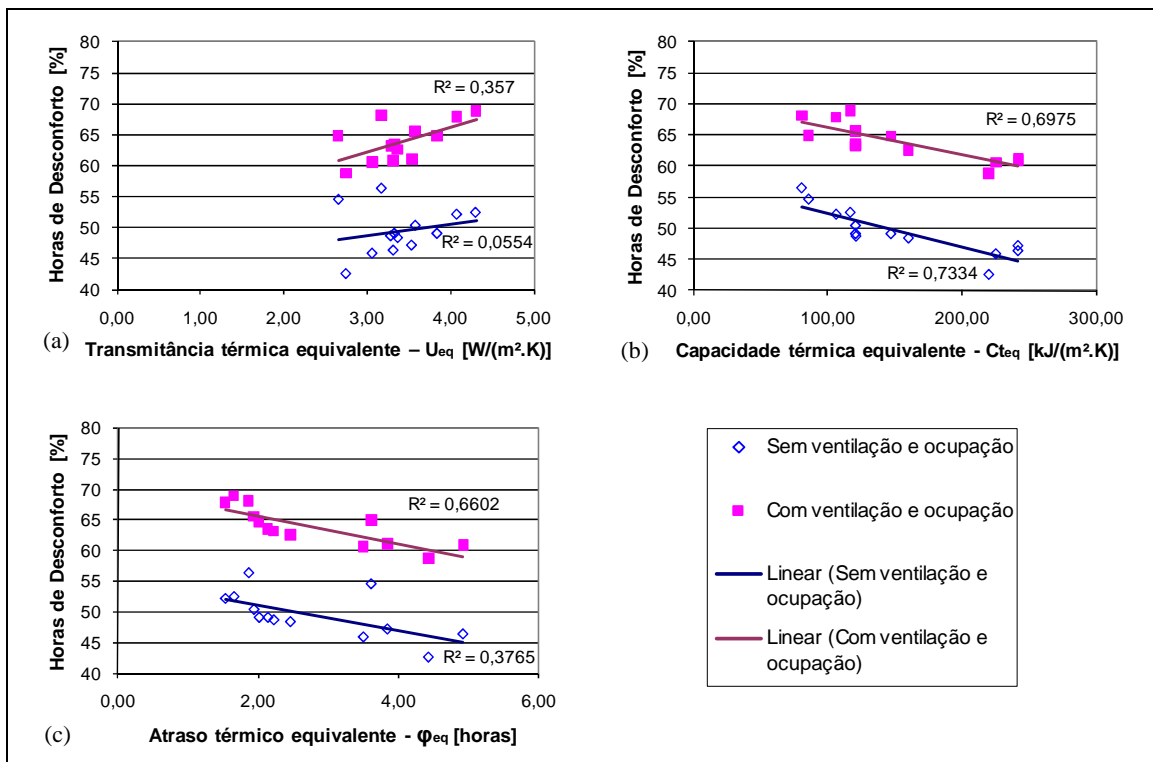 80
75
70
65
60
55
50
45
40
Horas de Desconforto [%]
R² = 0,357
R² = 0,0554
0,00 1,00 2,00 3,00 4,00 5,00
(a) Transmitância térmica equivalente – Ueq [W/(m².K)]
80
75
70
65
60
55
50
45
40
Horas de Desconforto [%]
R² = 0,6975
R² = 0,7334
0,00 100,00 200,00 300,00
(b) Capacidade térmica equivalente - Cteq [kJ/(m².K)]
80
75
70
65
60
55
50
45
40
Horas de Desconforto [%]
R² = 0,6602
R² = 0,3765
0,00 2,00 4,00 6,00
(c) Atraso térmico equivalente - φeq [horas]
Sem ventilação e ocupação
Com ventilação e ocupação
Linear (Sem ventilação e
ocupação)
Linear (Com ventilação e
ocupação)